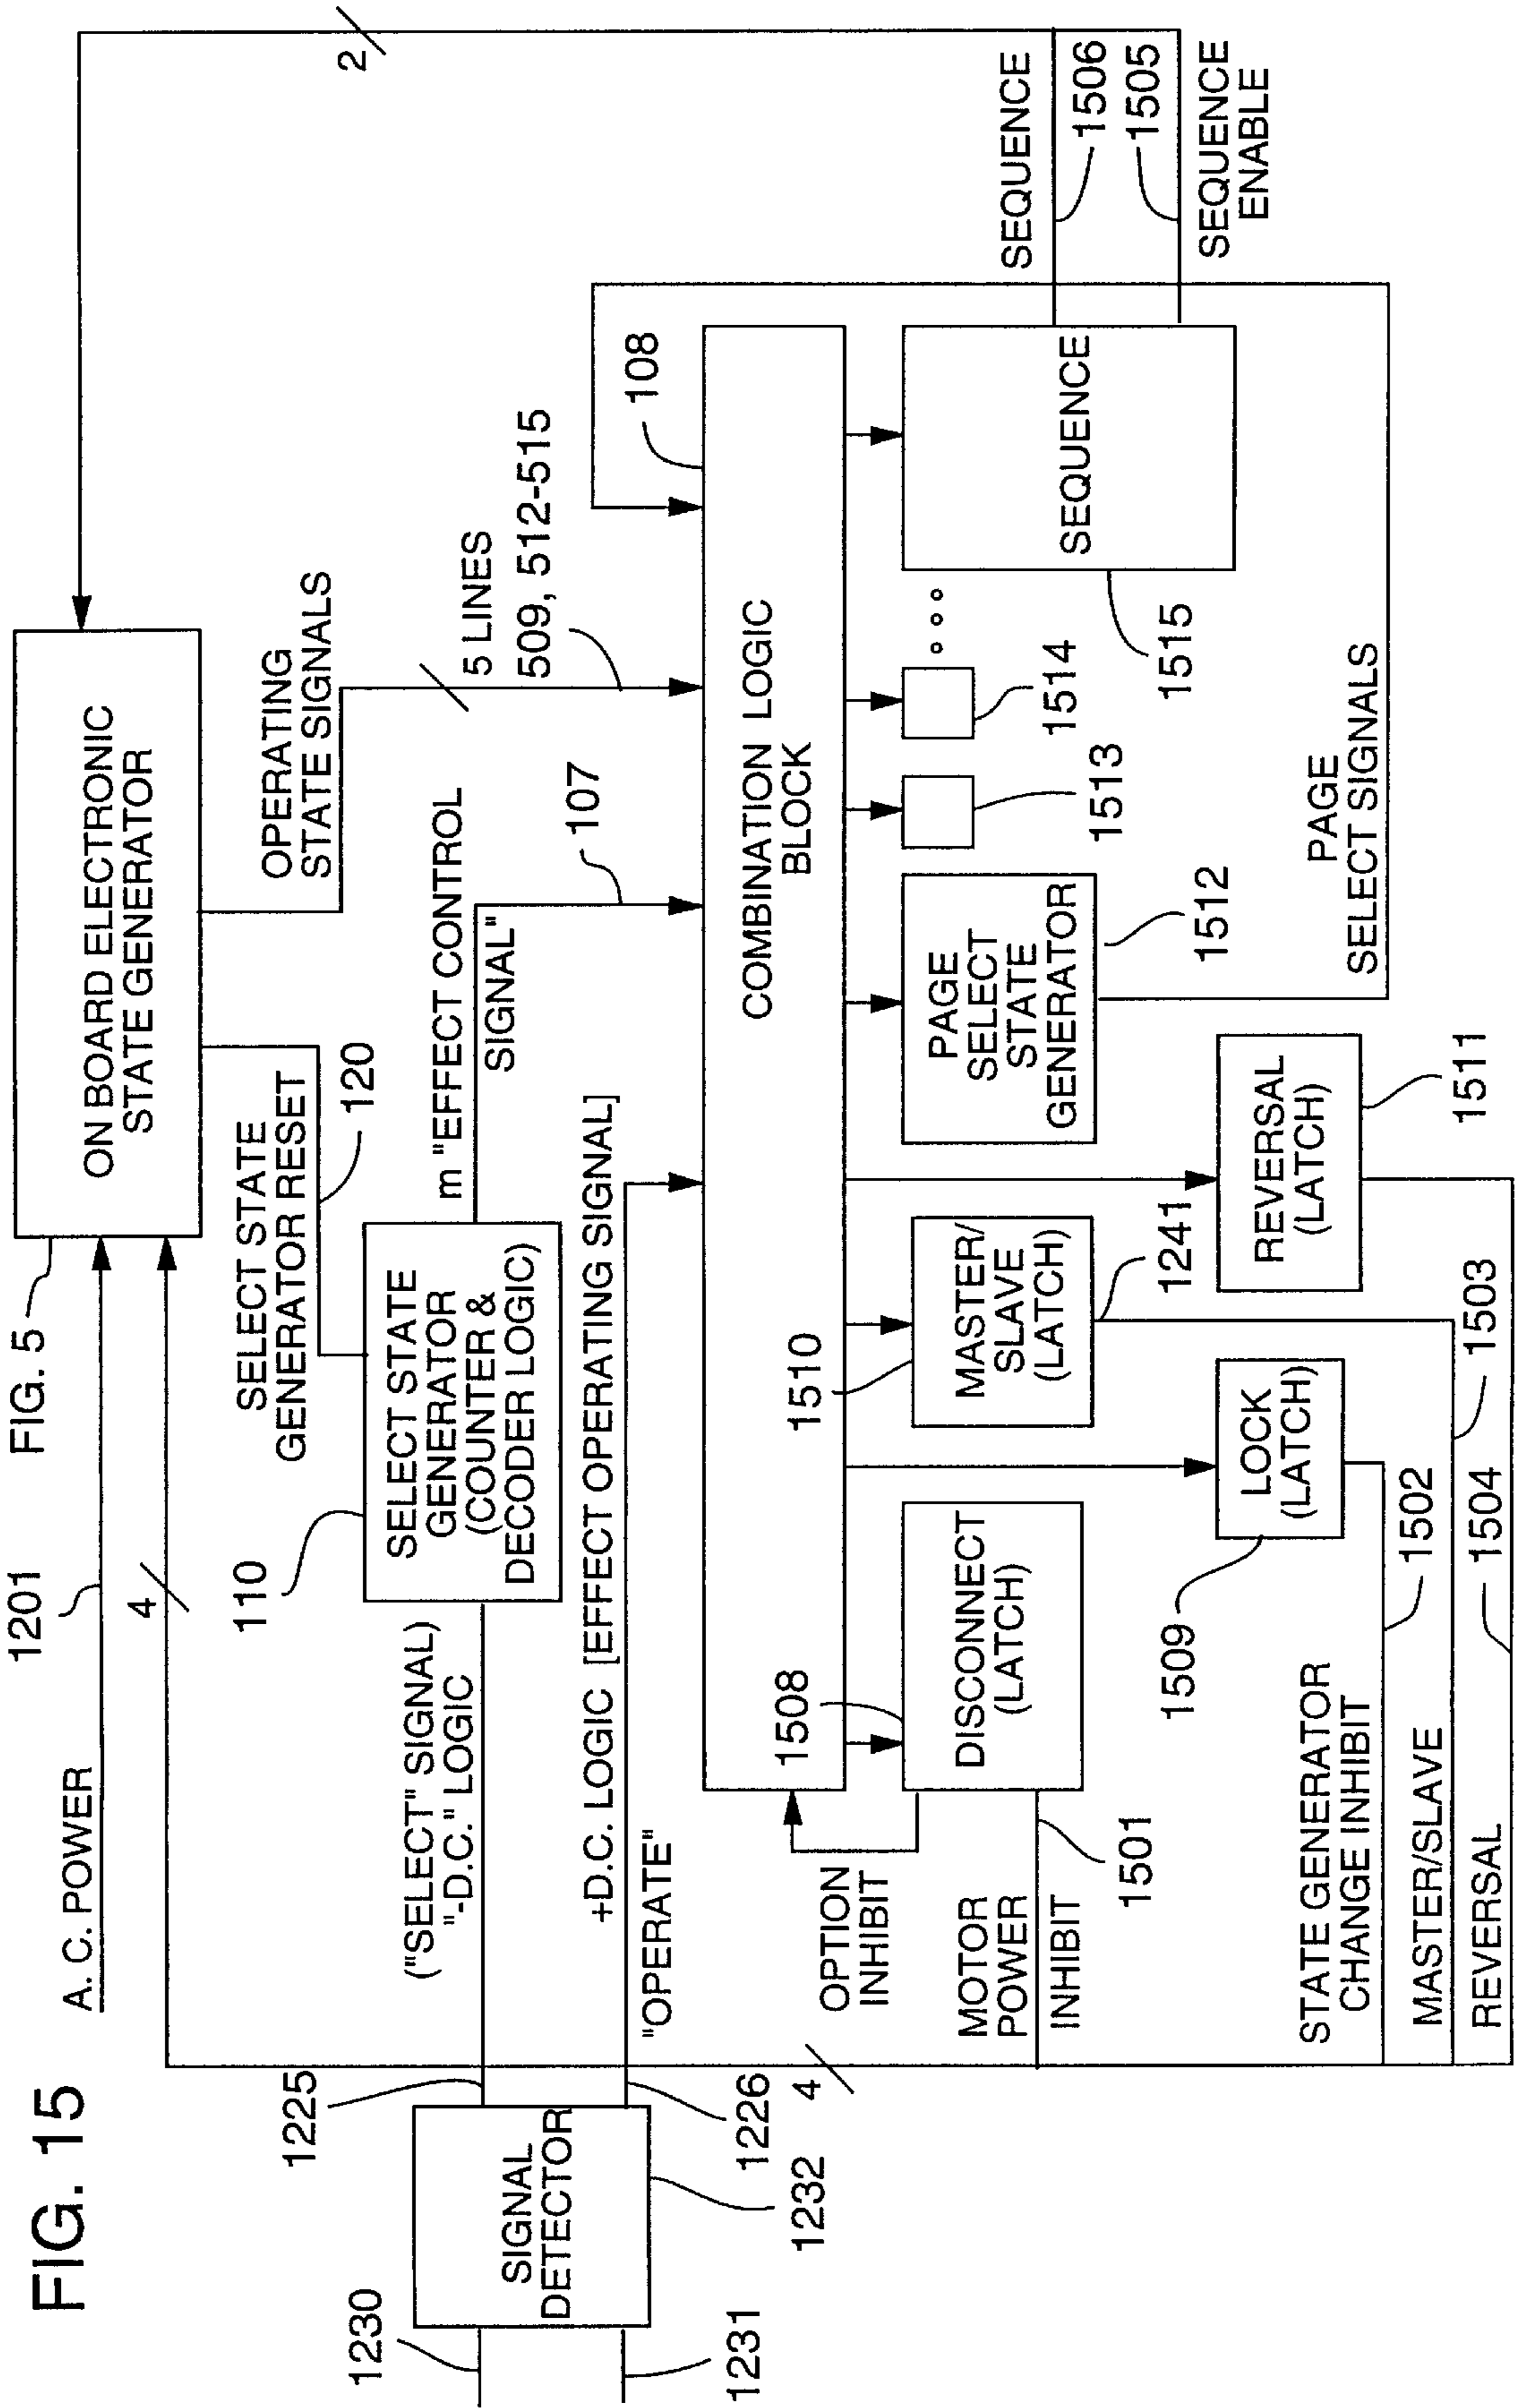 FIG. 15
A. C. POWER
1201
FIG. 5
ON BOARD ELECTRONIC
STATE GENERATOR
2
4
SELECT STATE
GENERATOR RESET
120
OPERATING
STATE SIGNALS
5 LINES
509, 512-515
110
SELECT STATE
GENERATOR
(COUNTER &
DECODER LOGIC)
m "EFFECT CONTROL
SIGNAL"
107
108
1225
("SELECT" SIGNAL)
"-D.C." LOGIC
+D.C. LOGIC [EFFECT OPERATING SIGNAL]
"OPERATE"
1226
1230
1231
SIGNAL
DETECTOR
1232
4
COMBINATION LOGIC
BLOCK
OPTION
INHIBIT
1508
DISCONNECT
(LATCH)
MOTOR
POWER
INHIBIT
1501
1510
MASTER/
SLAVE
(LATCH)
1241
PAGE
SELECT
STATE
GENERATOR
1512
1513
1514
SEQUENCE
1515
SEQUENCE
1506
1505
SEQUENCE
ENABLE
LOCK
(LATCH)
1509
REVERSAL
(LATCH)
1511
PAGE
SELECT SIGNALS
STATE GENERATOR
CHANGE INHIBIT
1502
MASTER/SLAVE
1503
REVERSAL
1504